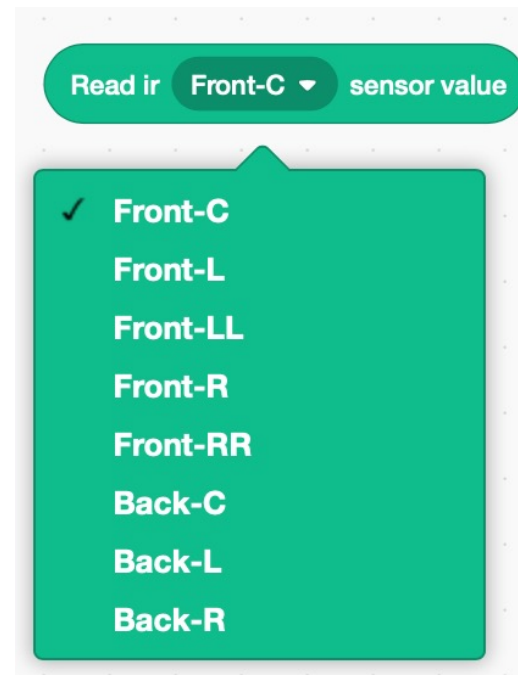 Read ir Front-C sensor value
Front-C
Front-L
Front-LL
Front-R
Front-RR
Back-C
Back-L
Back-R